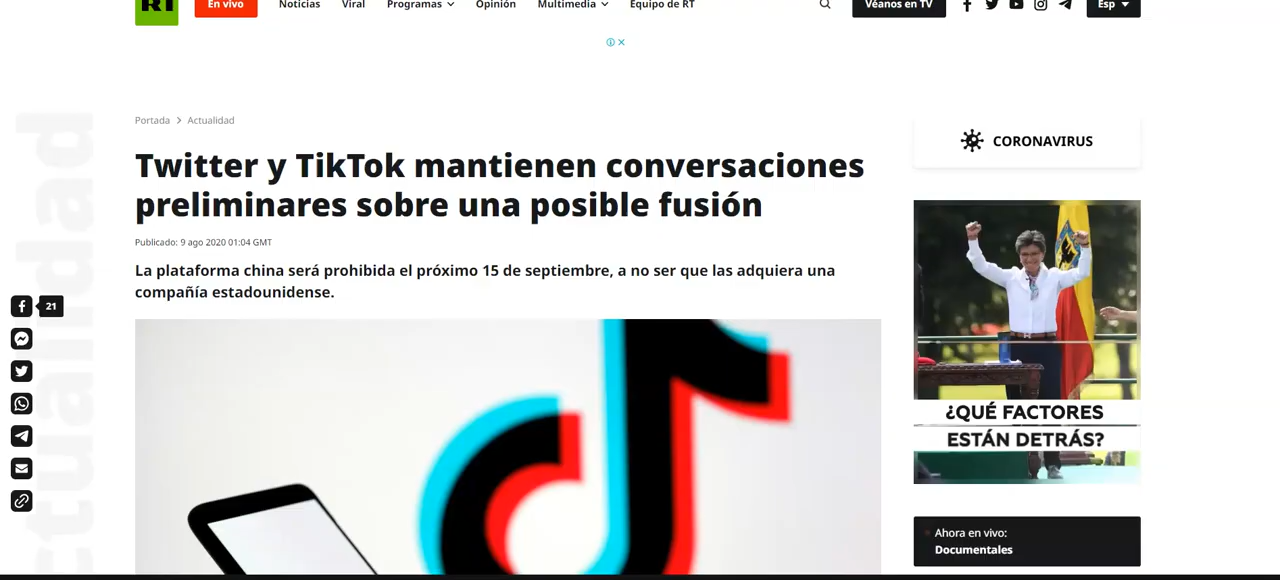 RT
En vivo
Noticias
Viral
Programas
Opinión
Multimedia
Equipo de RT
Véanos en TV
Esp
Portada > Actualidad
Twitter y TikTok mantienen conversaciones
preliminares sobre una posible fusión
Publicado: 9 ago 2020 01:04 GMT
La plataforma china será prohibida el próximo 15 de septiembre, a no ser que las adquiera una
compañía estadounidense.
21
actualidad
CORONAVIRUS
¿QUÉ FACTORES
ESTÁN DETRÁS?
Ahora en vivo:
Documentales